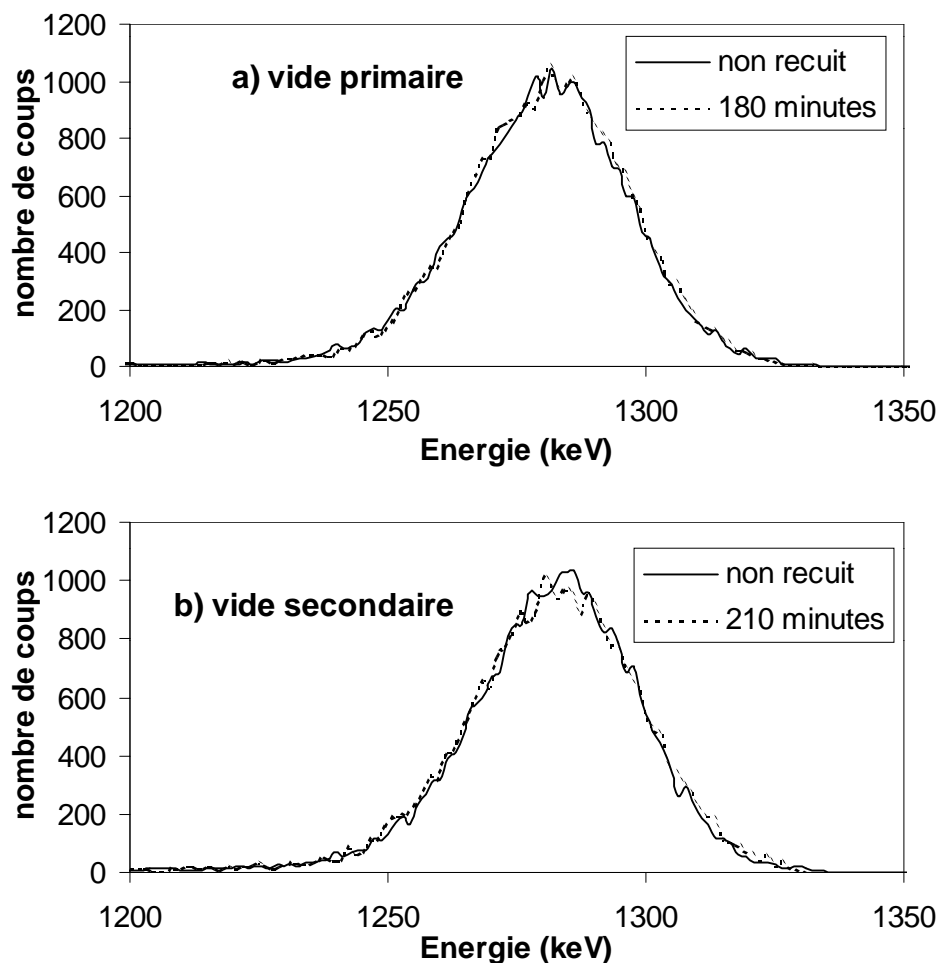 1200
1000
800
600
400
200
0
nombre de coups
a) vide primaire
non recuit
180 minutes
1200
1250
1300
1350
Energie (keV)
1200
1000
800
600
400
200
0
nombre de coups
b) vide secondaire
non recuit
210 minutes
1200
1250
1300
1350
Energie (keV)